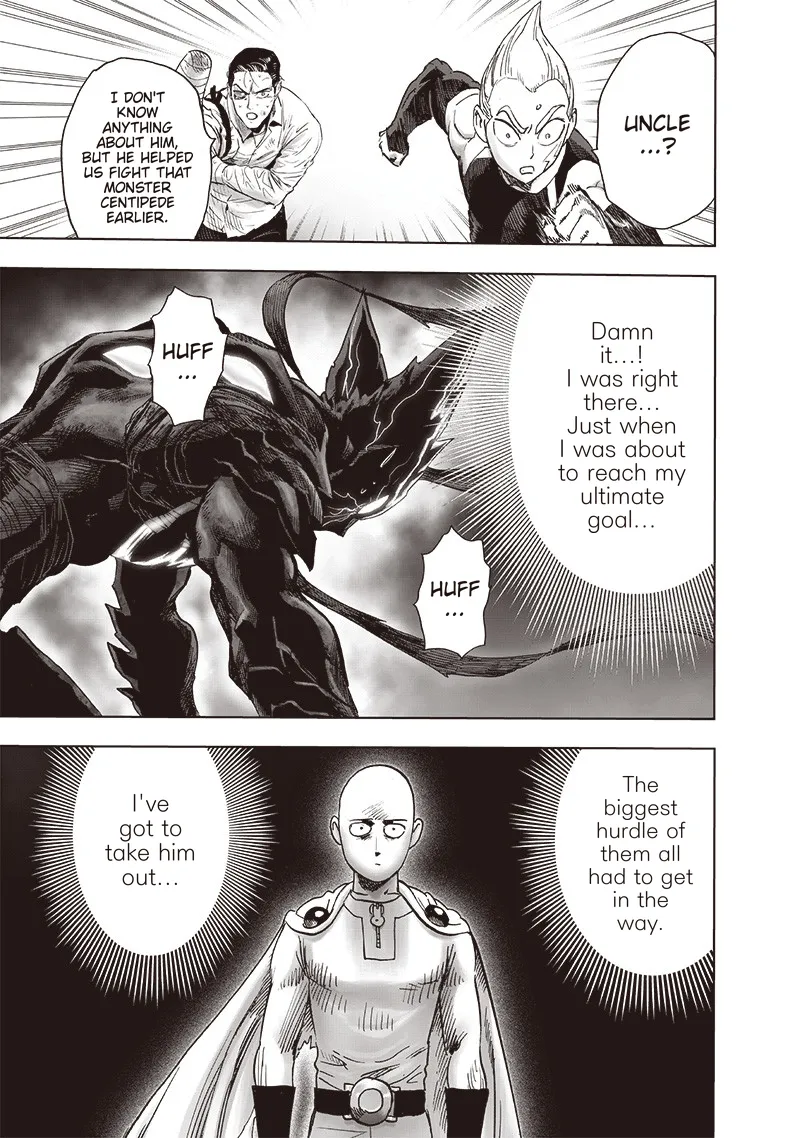 UNCLE
...?
I DON'T
KNOW
ANYTHING
ABOUT HIM,
BUT HE HELPED
US FIGHT THAT
MONSTER
CENTIPEDE
EARLIER.
Damn
it...!
I was right
there...
Just when
I was about
to reach my
ultimate
goal...
HUFF
...
HUFF
...
The
biggest
hurdle of
them all
had to get
in the
way.
I've
got to
take him
out...